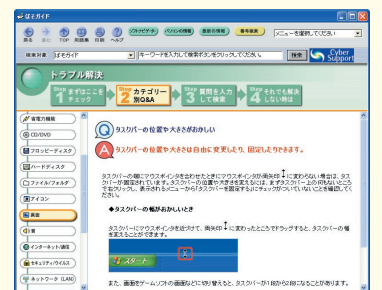 ぱそガイド
戻る 進む TOP 用語集 印刷 ヘルプ ソフトナビゲータ パソコンの情報 最新の情報 番号検索 メニューを選択してください
検索対象 ぱそガイド キーワードを入力して検索ボタンをクリックしてください。 検索 Cyber Support
トラブル解決
Step 1 まずはここをチェック Step 2 カテゴリー別Q&A Step 3 質問を入力して検索 Step 4 それでも解決しない時は
省電力機能
CD/DVD
フロッピーディスク
ハードディスク
ファイル/フォルダ
アイコン
画面
音
インターネット/通信
セキュリティ/ウイルス
ネットワーク (LAN)
Q タスクバーの位置や大きさがおかしい
A タスクバーの位置や大きさは自由に変更したり、固定したりできます。
タスクバーの端にマウスポインタを合わせたときにマウスポインタが両矢印 に変わらない場合は、タス
クバーが固定されています。タスクバーの位置や大きさを変えるには、まずタスクバー上の何もないところ
で右クリックし、表示されるメニューから「タスクバーを固定する」にチェックがついていないことを確認してく
ださい。
◆タスクバーの幅がおかしいとき
タスクバーにマウスポインタを近づけて、両矢印 に変わったところでドラッグすると、タスクバーの幅
を変えることができます。
スタート
また、画面をゲームソフトの画面などに切り替えると、タスクバーが1段から2段になることがあります。